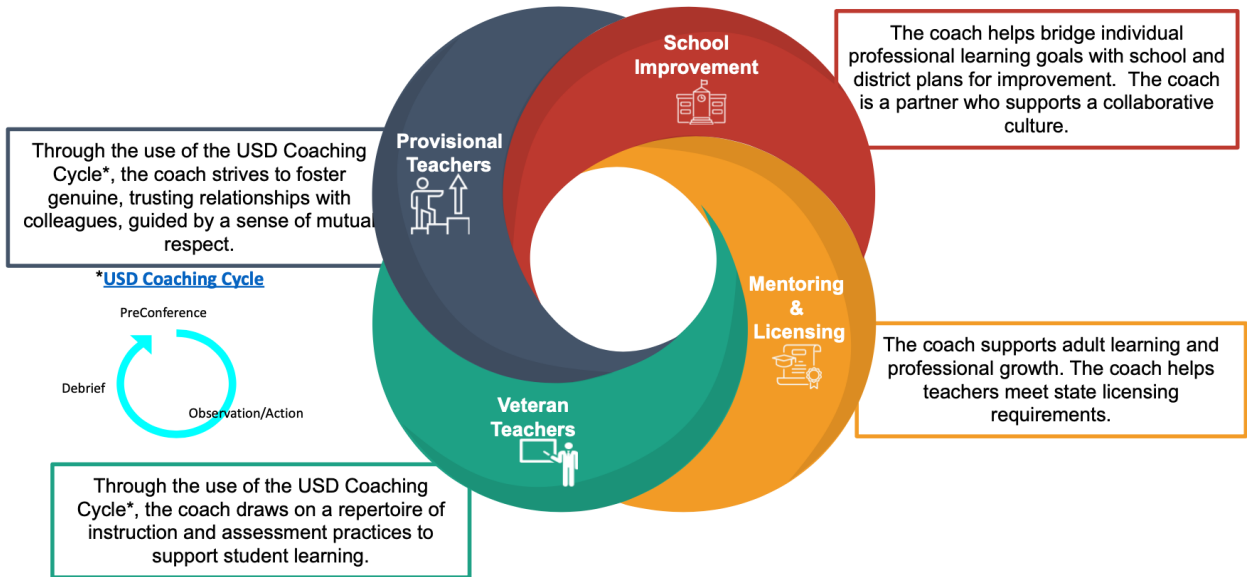 School
Improvement
The coach helps bridge individual
professional learning goals with school and
district plans for improvement.  The coach
is a partner who supports a collaborative
culture.
Provisional
Teachers
Through the use of the USD Coaching
Cycle*, the coach strives to foster
genuine, trusting relationships with
colleagues, guided by a sense of mutual
respect.
*USD Coaching Cycle
PreConference
Debrief
Observation/Action
Mentoring
&
Licensing
The coach supports adult learning and
professional growth. The coach helps
teachers meet state licensing
requirements.
Veteran
Teachers
Through the use of the USD Coaching
Cycle*, the coach draws on a repertoire of
instruction and assessment practices to
support student learning.